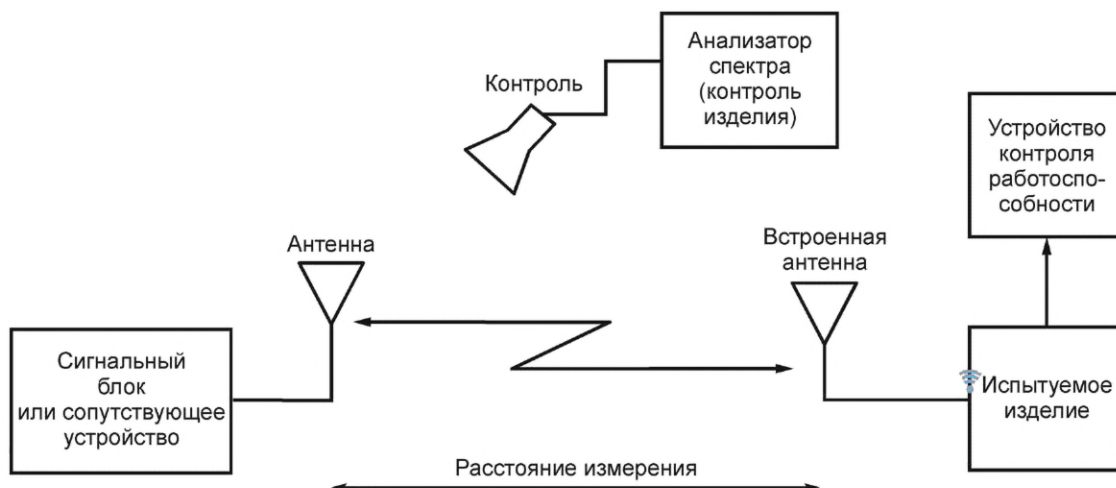 Анализатор
спектра
(контроль
изделия)
Контроль
Устройство
контроля
работоспо-
собности
Антенна
Встроенная
антенна
Сигнальный
блок
или сопутствующее
устройство
Испытуемое
изделие
Расстояние измерения